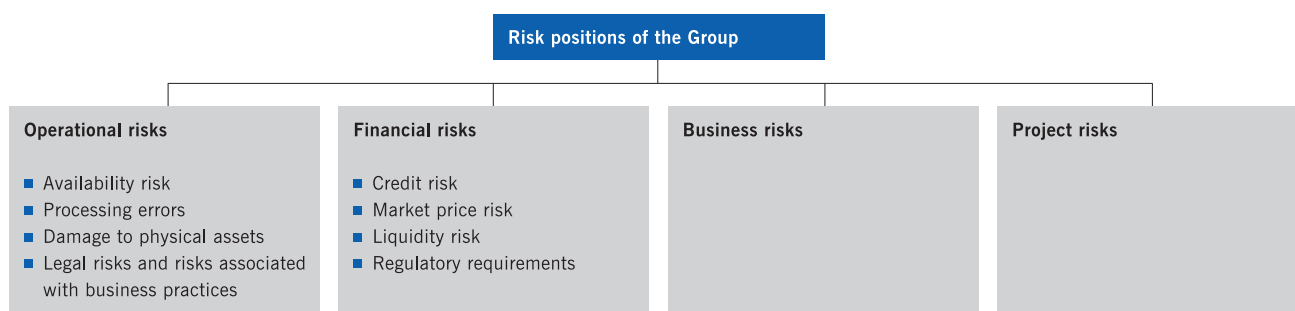 Risk positions of the Group
Operational risks
Availability risk
Processing errors
Damage to physical assets
Legal risks and risks associated
with business practices
Financial risks
Credit risk
Market price risk
Liquidity risk
Regulatory requirements
Business risks
Project risks